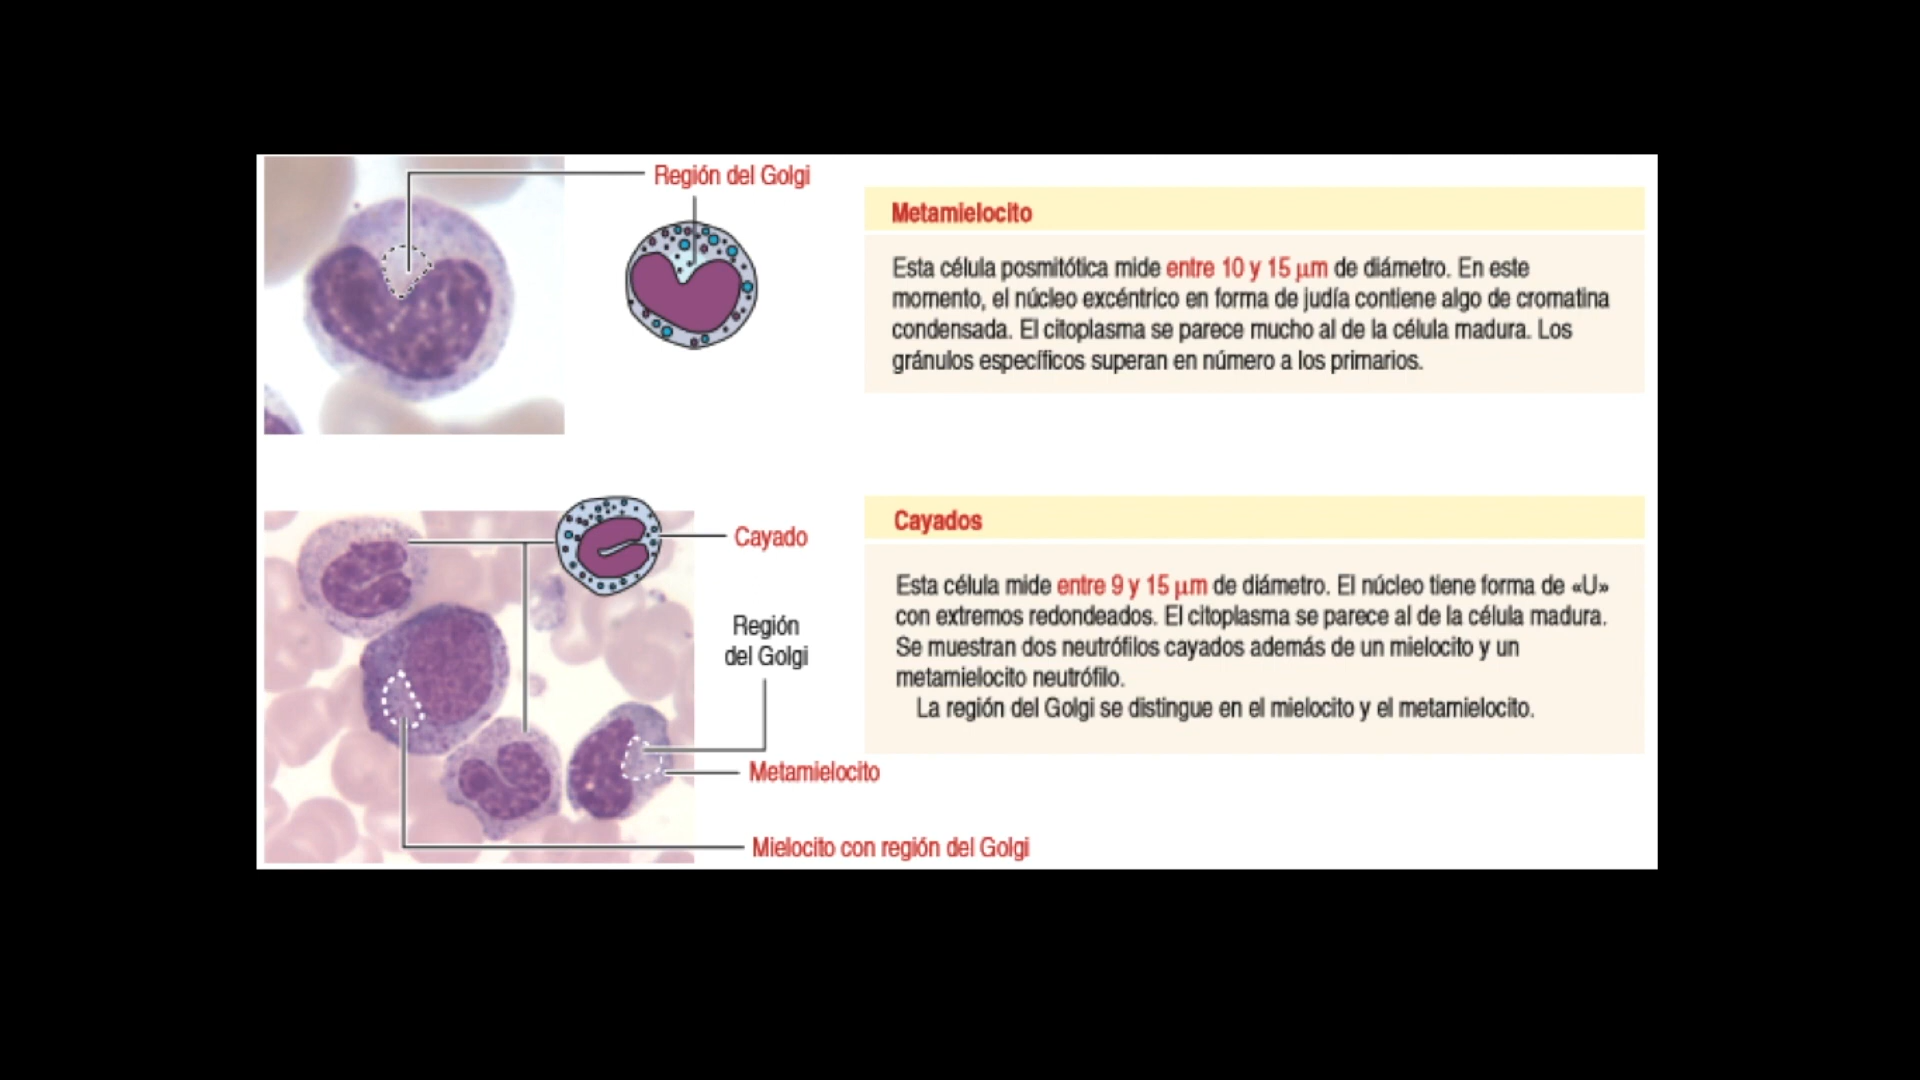 Región del Golgi
Metamielocito
Esta célula posmitótica mide entre 10 y 15 µm de diámetro. En este
momento, el núcleo excéntrico en forma de judía contiene algo de cromatina
condensada. El citoplasma se parece mucho al de la célula madura. Los
gránulos específicos superan en número a los primarios.
Cayado
Región
del Golgi
Metamielocito
Mielocito con región del Golgi
Cayados
Esta célula mide entre 9 y 15 µm de diámetro. El núcleo tiene forma de «U»
con extremos redondeados. El citoplasma se parece al de la célula madura.
Se muestran dos neutrófilos cayados además de un mielocito y un
metamielocito neutrófilo.
La región del Golgi se distingue en el mielocito y el metamielocito.